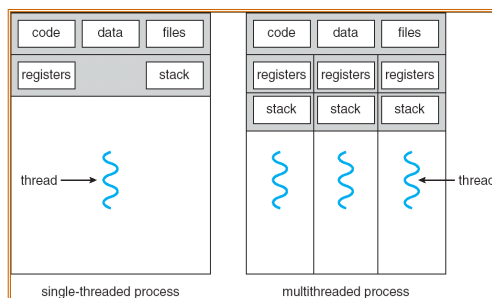 code data files code data files
registers stack registers registers registers
stack stack stack
thread thread
single-threaded process multithreaded process